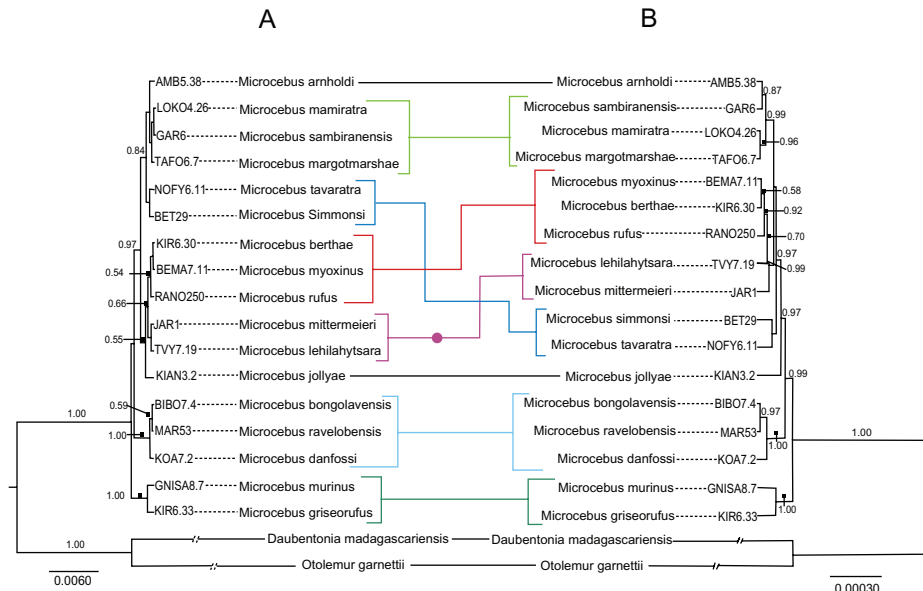 A B
AMB5.38 Microcebus arnholdi Microcebus arnholdi AMB5.38
0.87
LOKO4.26 Microcebus mamiratra Microcebus sambiranensis GAR6
0.99
GAR6 Microcebus sambiranensis Microcebus mamiratra LOKO4.26
0.84 0.96
TAFO6.7 Microcebus margotmarshae Microcebus margotmarshae TAFO6.7
NOFY6.11 Microcebus tavaratra Microcebus myoxinus BEMA7.11
0.58
BET29 Microcebus Simmonsi Microcebus berthae KIR6.30
0.92
KIR6.30 Microcebus berthae Microcebus rufus RANO250
0.97 0.70
0.54 0.97
BEMA7.11 Microcebus myoxinus Microcebus lehilahytsara TVY7.19
0.99
RANO250 Microcebus rufus Microcebus mittermeieri JAR1
0.66 0.97
JAR1 Microcebus mittermeieri Microcebus simmonsi BET29
0.55
TVY7.19 Microcebus lehilahytsara Microcebus tavaratra NOFY6.11
KIAN3.2 Microcebus jollyae Microcebus jollyae KIAN3.2
0.99
0.59 BIBO7.4 Microcebus bongolavensis Microcebus bongolavensis BIBO7.4
1.00 0.97
1.00 MAR53 Microcebus ravelobensis Microcebus ravelobensis MAR53 1.00
1.00
KOA7.2 Microcebus danfossi Microcebus danfossi KOA7.2
GNISA8.7 Microcebus murinus Microcebus murinus GNISA8.7
1.00 1.00
KIR6.33 Microcebus griseorufus Microcebus griseorufus KIR6.33
1.00 Daubentonia madagascariensis Daubentonia madagascariensis
Otolemur garnettii Otolemur garnettii
0.0060 0.00030